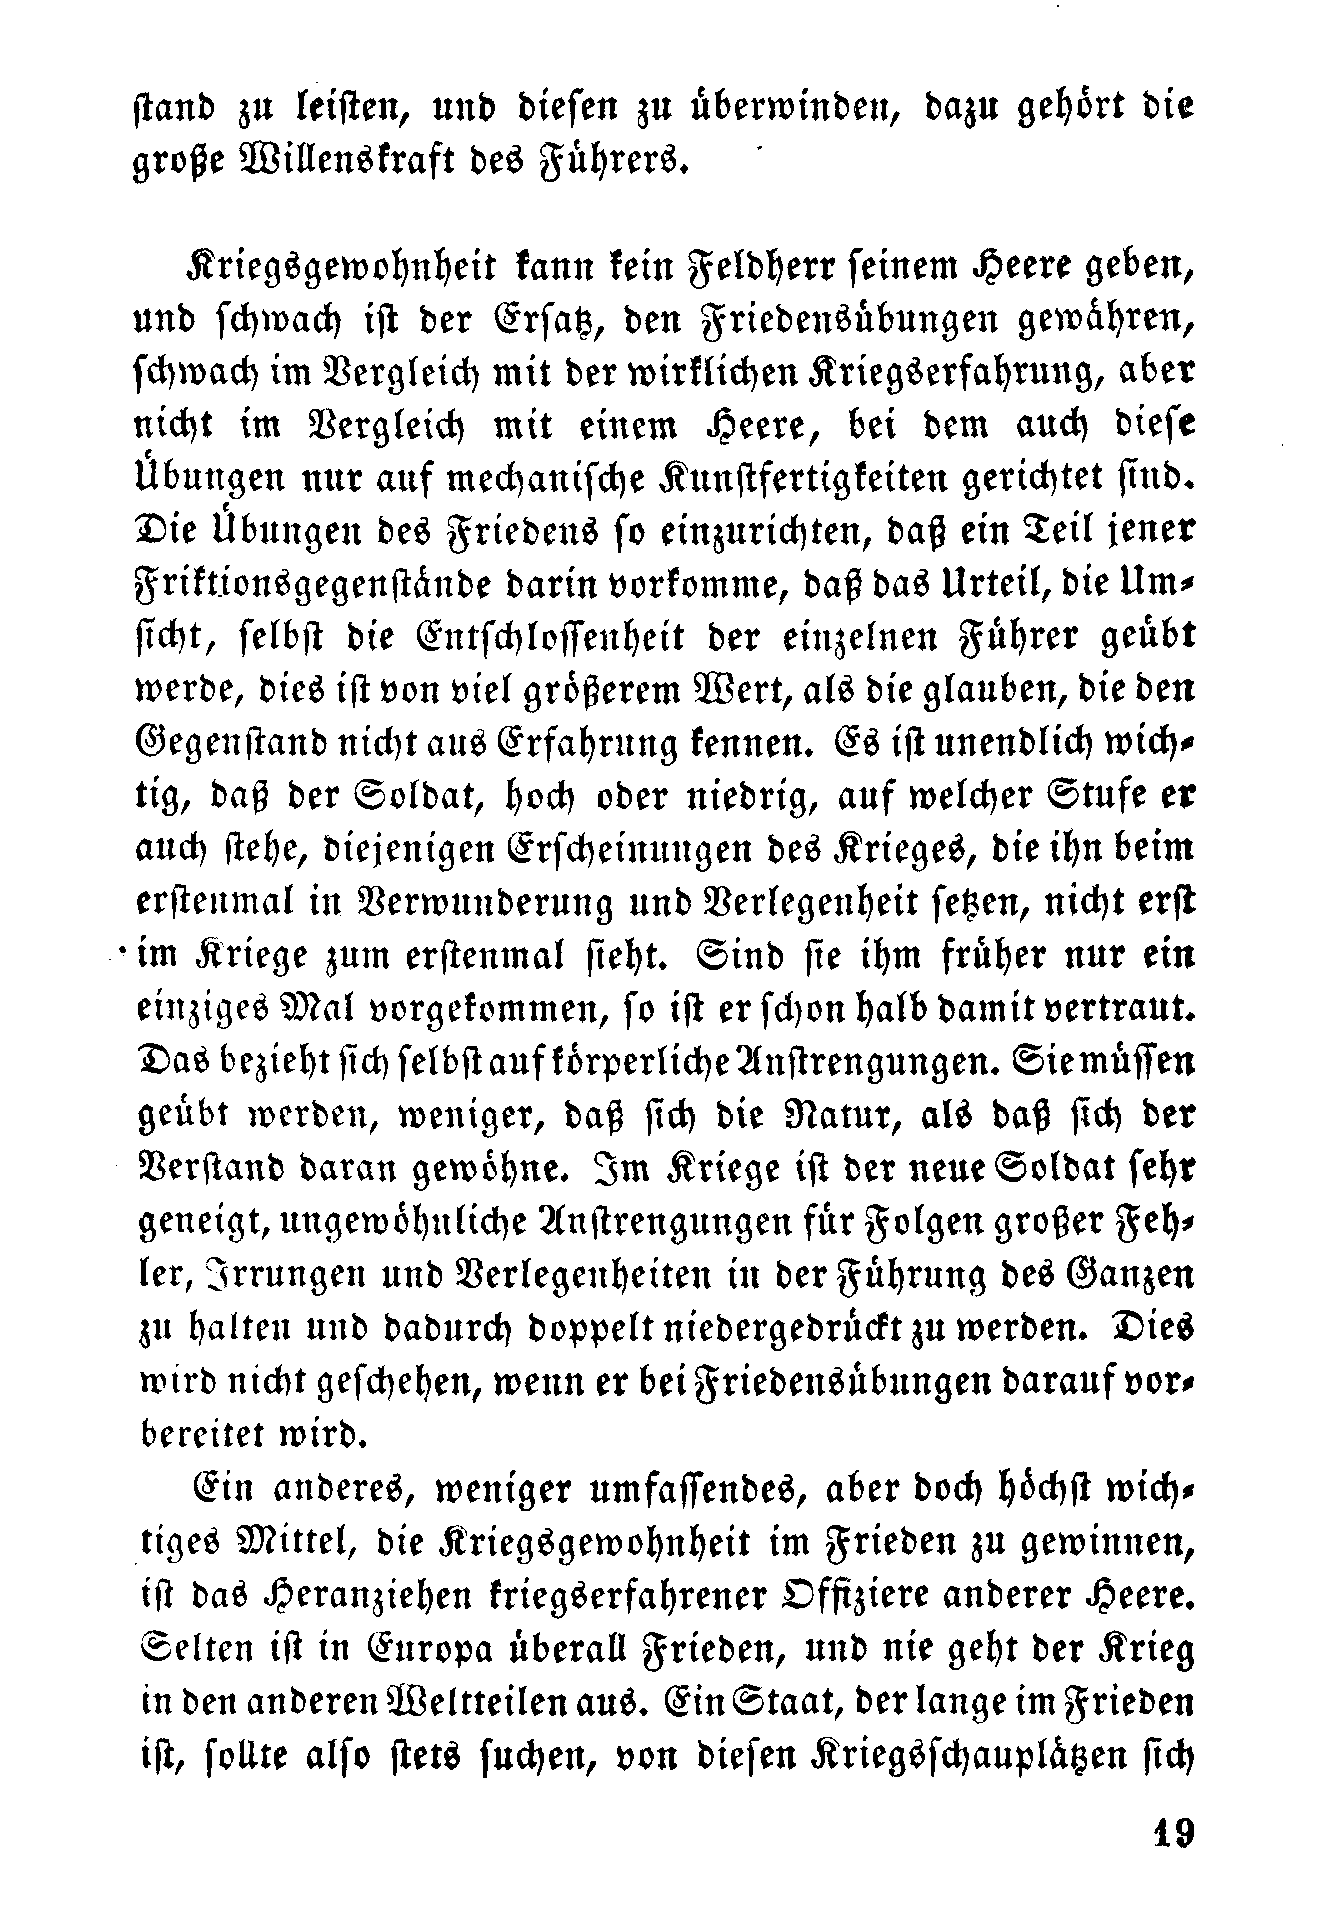 stand zu leisten, und diesen zu überwinden, dazu gehört die
große Willenskraft des Führers.
Kriegsgewohnheit kann kein Feldherr seinem Heere geben,
und schwach ist der Ersatz, den Friedensübungen gewähren,
schwach im Vergleich mit der wirklichen Kriegserfahrung, aber
nicht im Vergleich mit einem Heere, bei dem auch diese
Übungen nur auf mechanische Kunstfertigkeiten gerichtet sind.
Die Übungen des Friedens so einzurichten, daß ein Teil jener
Friktionsgegenstände darin vorkomme, daß das Urteil, die Um-
sicht, selbst die Entschlossenheit der einzelnen Führer geübt
werde, dies ist von viel größerem Wert, als die glauben, die den
Gegenstand nicht aus Erfahrung kennen. Es ist unendlich wich-
tig, daß der Soldat, hoch oder niedrig, auf welcher Stufe er
auch stehe, diejenigen Erscheinungen des Krieges, die ihn beim
erstenmal in Verwunderung und Verlegenheit setzen, nicht erst
im Kriege zum erstenmal sieht. Sind sie ihm früher nur ein
einziges Mal vorgekommen, so ist er schon halb damit vertraut.
Das bezieht sich selbst auf körperliche Anstrengungen. Sie müssen
geübt werden, weniger, daß sich die Natur, als daß sich der
Verstand daran gewöhne. Im Kriege ist der neue Soldat sehr
geneigt, ungewöhnliche Anstrengungen für Folgen großer Feh-
ler, Irrungen und Verlegenheiten in der Führung des Ganzen
zu halten und dadurch doppelt niedergedrückt zu werden. Dies
wird nicht geschehen, wenn er bei Friedensübungen darauf vor-
bereitet wird.
Ein anderes, weniger umfassendes, aber doch höchst wich-
tiges Mittel, die Kriegsgewohnheit im Frieden zu gewinnen,
ist das Heranziehen kriegserfahrener Offiziere anderer Heere.
Selten ist in Europa überall Frieden, und nie geht der Krieg
in den anderen Weltteilen aus. Ein Staat, der lange im Frieden
ist, sollte also stets suchen, von diesen Kriegsschauplätzen sich
19